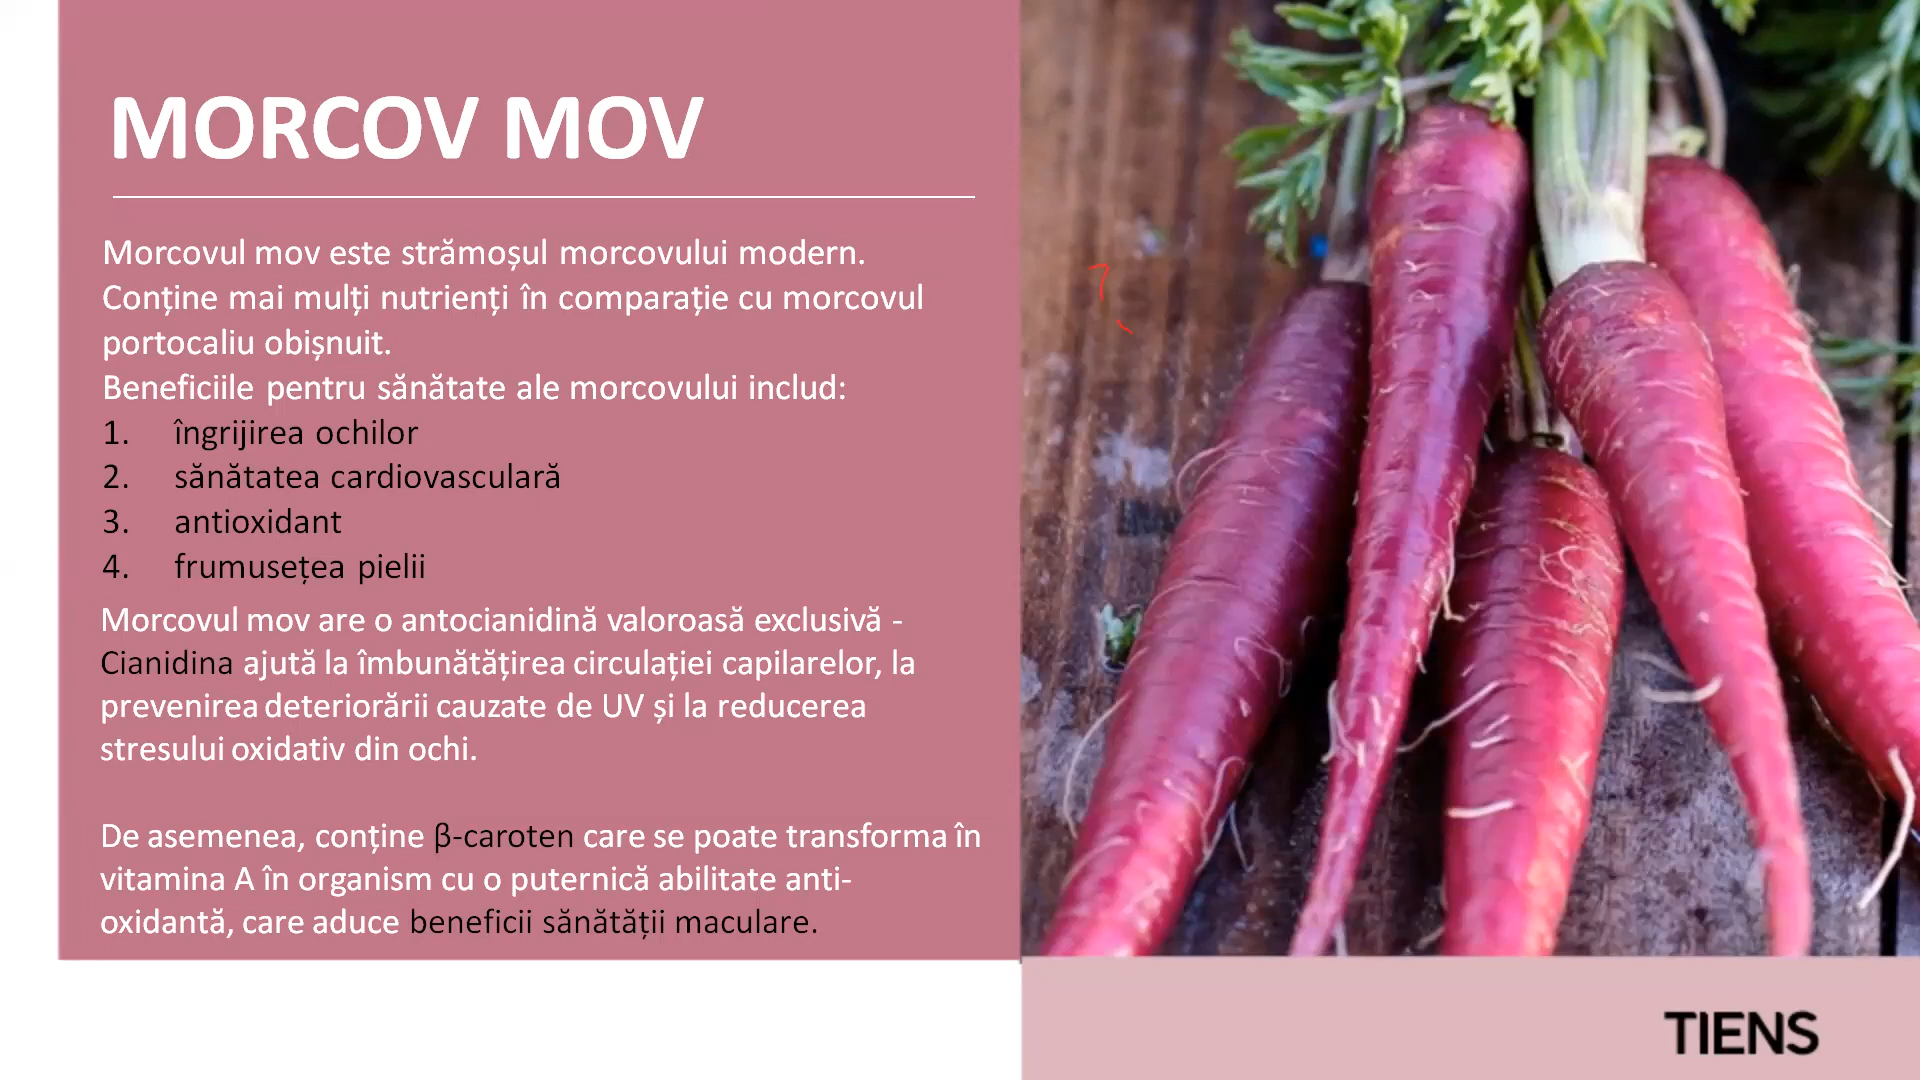 MORCOV MOV
Morcovul mov este strămoșul morcovului modern.
Conține mai mulți nutrienți în comparație cu morcovul
portocaliu obișnuit.
Beneficiile pentru sănătate ale morcovului includ:
1. îngrijirea ochilor
2. sănătatea cardiovasculară
3. antioxidant
4. frumusețea pielii
Morcovul mov are o antocianidină valoroasă exclusivă -
Cianidina ajută la îmbunătățirea circulației capilarelor, la
prevenirea deteriorării cauzate de UV și la reducerea
stresului oxidativ din ochi.
De asemenea, conține β-caroten care se poate transforma în
vitamina A în organism cu o puternică abilitate anti-
oxidantă, care aduce beneficii sănătății maculare.
TIENS